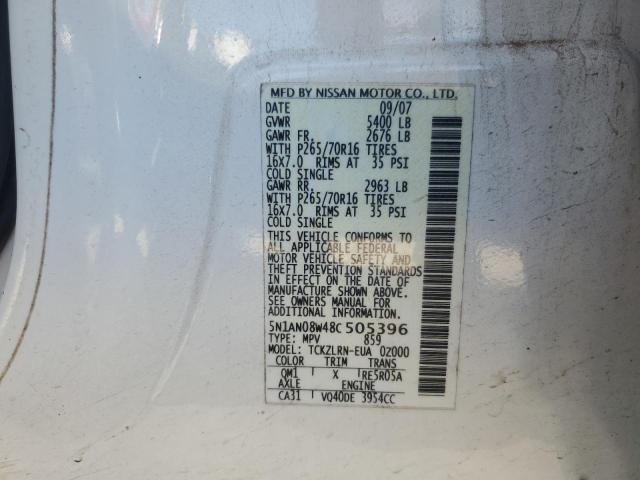 MFD BY NISSAN MOTOR CO., LTD.
DATE 09/07
GVWR 5400 LB
GAWR FR. 2676 LB
WITH P265/70R16 TIRES
16X7.0 RIMS AT 35 PSI
COLD SINGLE
GAWR RR. 2963 LB
WITH P265/70R16 TIRES
16X7.0 RIMS AT 35 PSI
COLD SINGLE
THIS VEHICLE CONFORMS TO
ALL APPLICABLE FEDERAL
MOTOR VEHICLE SAFETY AND
THEFT PREVENTION STANDARDS
IN EFFECT ON THE DATE OF
MANUFACTURE SHOWN ABOVE.
SEE OWNERS MANUAL FOR
ADDITIONAL INFORMATION.
5N1AN08W48C505396
TYPE: MPV 859
MODEL: TCKZLRN-EUA 02000
COLOR TRIM TRANS
QM1 X RE5R05A
AXLE ENGINE
CA31 VQ40DE 3954CC